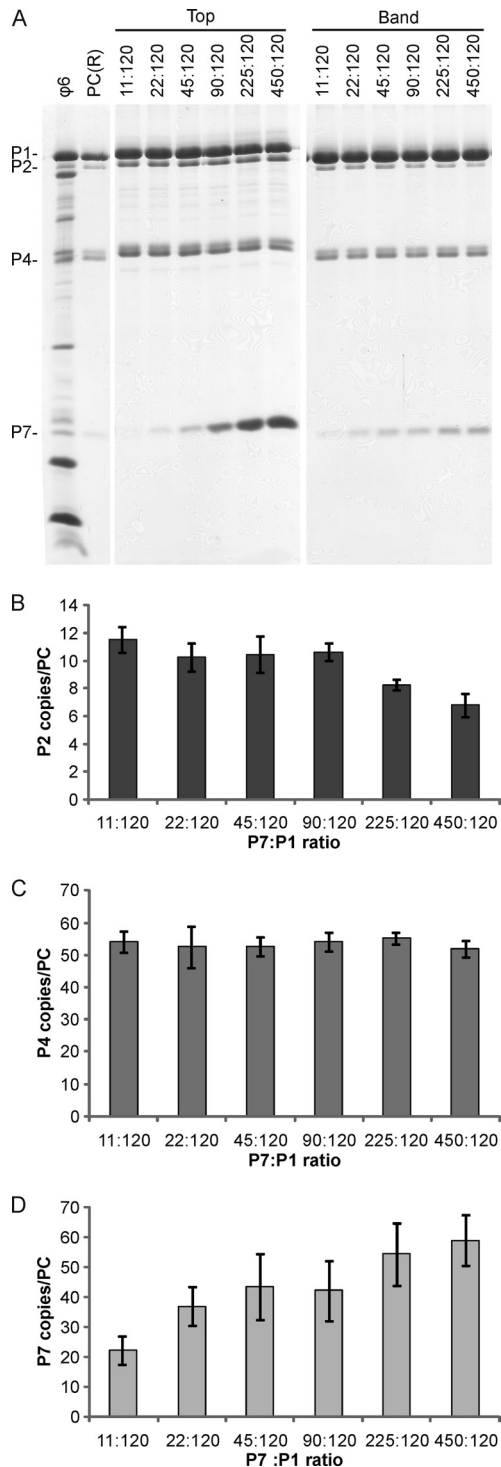 A
Top
Band
φ6
PC(R)
11:120
22:120
45:120
90:120
225:120
450:120
11:120
22:120
45:120
90:120
225:120
450:120
P1-
P2-
P4-
P7-
B
P2 copies/PC
14
12
10
8
6
4
2
0
11:120 22:120 45:120 90:120 225:120 450:120
P7:P1 ratio
C
P4 copies/PC
70
60
50
40
30
20
10
0
11:120 22:120 45:120 90:120 225:120 450:120
P7:P1 ratio
D
P7 copies/PC
70
60
50
40
30
20
10
0
11:120 22:120 45:120 90:120 225:120 450:120
P7 :P1 ratio